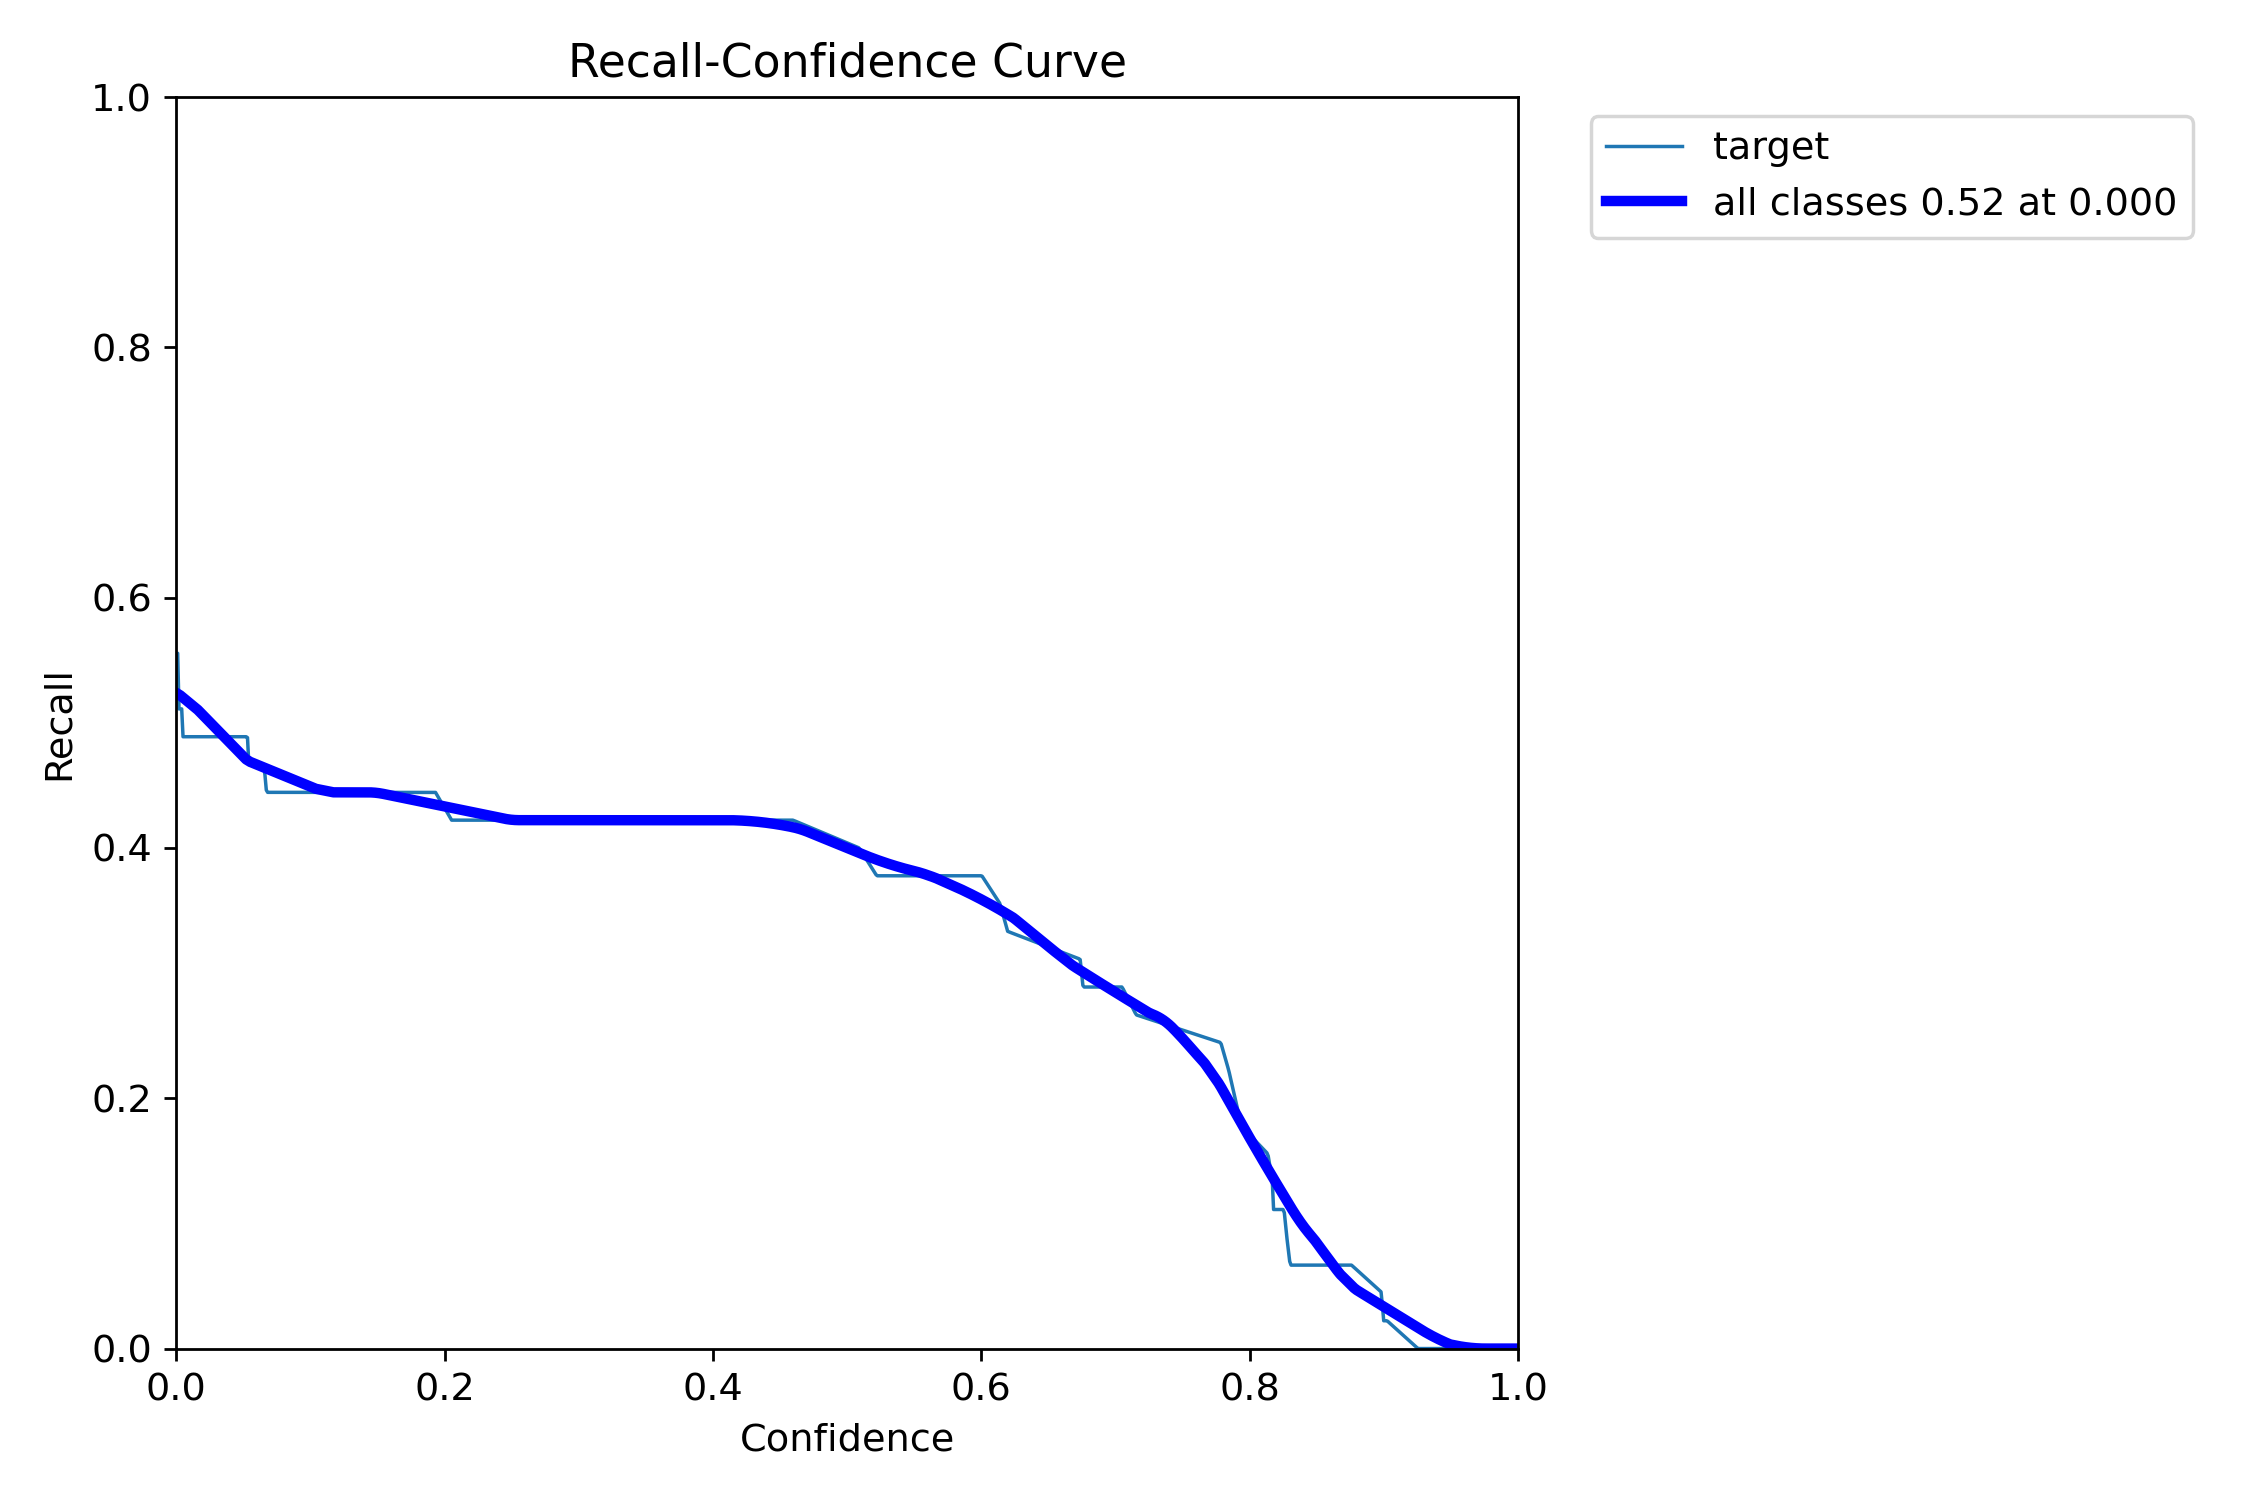 Recall-Confidence Curve
target
all classes 0.52 at 0.000
1.0
0.8
0.6
0.4
0.2
0.0
Recall
0.0 0.2 0.4 0.6 0.8 1.0
Confidence